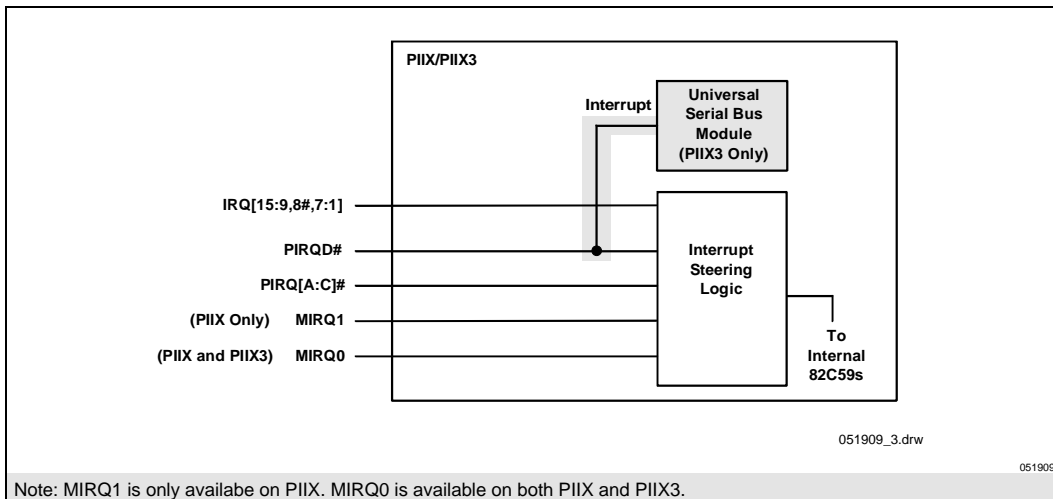 PIIX/PIIX3
Interrupt
Universal
Serial Bus
Module
(PIIX3 Only)
IRQ[15:9,8#,7:1]
PIRQD#
PIRQ[A:C]#
(PIIX Only) MIRQ1
(PIIX and PIIX3) MIRQ0
Interrupt
Steering
Logic
To
Internal
82C59s
051909_3.drw
051909
Note: MIRQ1 is only availabe on PIIX. MIRQ0 is available on both PIIX and PIIX3.